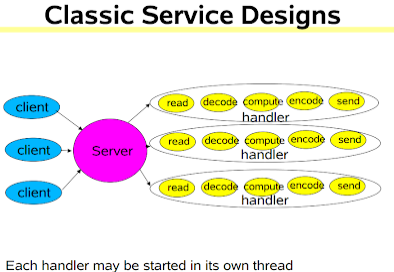 Classic Service Designs
client
client
client
Server
read decode compute encode send
handler
read decode compute encode send
handler
read decode compute encode send
handler
Each handler may be started in its own thread